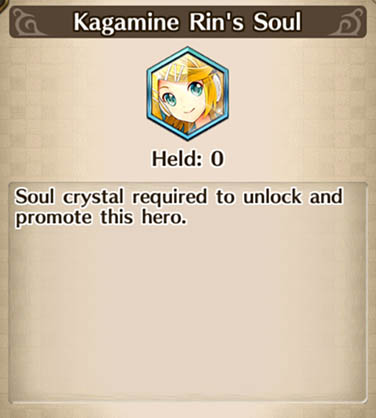 Kagamine Rin's Soul
Held: 0
Soul crystal required to unlock and
promote this hero.